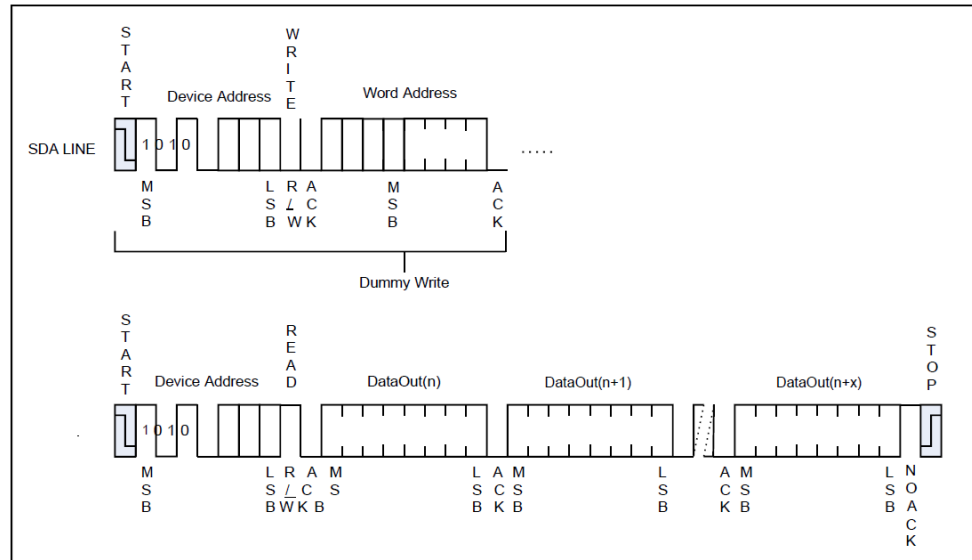 START
WRITE
Device Address
Word Address
SDA LINE
1 0 1 0
.....
MSB
LSB
R/W
ACK
MSB
ACK
Dummy Write
START
READ
STOP
Device Address
DataOut(n)
DataOut(n+1)
DataOut(n+x)
1 0 1 0
MSB
LSB
R/W
ACK
MSB
LSB
ACK
MSB
LSB
ACK
MSB
LSB
NOACK